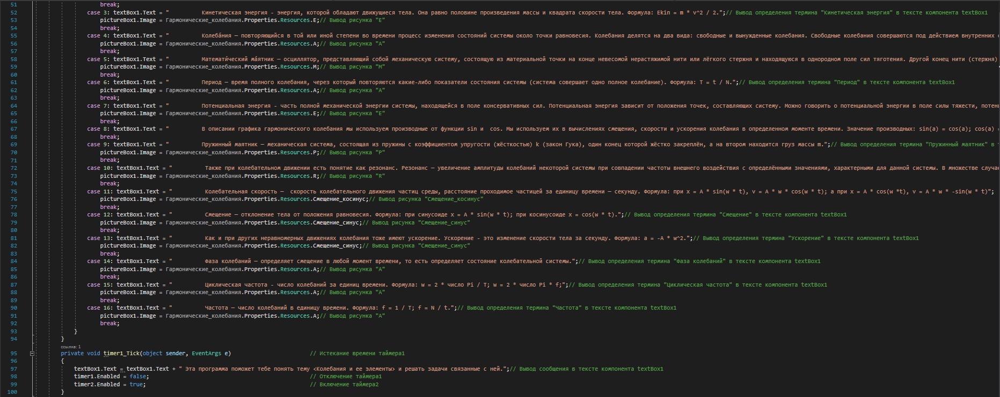 51 break;
52 case 3: textBox1.Text = " Кинетическая энергия - энергия, которой обладают движущиеся тела. Она равно половине произведения массы и квадрата скорости тела. Формула: Ekin = m * v^2 / 2.";// Вывод определения термина "Кинетическая энергия" в тексте компонента textBox1
53 pictureBox1.Image = Гармонические_колебания.Properties.Resources.E;// Вывод рисунка "E"
54 break;
55 case 4: textBox1.Text = " Колеба́ния — повторяющийся в той или иной степени во времени процесс изменения состояний системы около точки равновесия. Колебания делятся на два вида: свободные и вынужденные колебания. Свободные колебания совершаются под действием внутренних
56 pictureBox1.Image = Гармонические_колебания.Properties.Resources.A;// Вывод рисунка "A"
57 break;
58 case 5: textBox1.Text = " Математи́ческий ма́ятник — осциллятор, представляющий собой механическую систему, состоящую из материальной точки на конце невесомой нерастяжимой нити или лёгкого стержня и находящуюся в однородном поле сил тяготения. Другой конец нити (стержня)
59 pictureBox1.Image = Гармонические_колебания.Properties.Resources.M;// Вывод рисунка "M"
60 break;
61 case 6: textBox1.Text = " Период — время полного колебания, через который повторяются какие-либо показатели состояния системы (система совершает одно полное колебание). Формула: T = t / N.";// Вывод определения термина "Период" в тексте компонента textBox1
62 pictureBox1.Image = Гармонические_колебания.Properties.Resources.A;// Вывод рисунка "A"
63 break;
64 case 7: textBox1.Text = " Потенциальная энергия - часть полной механической энергии системы, находящейся в поле консервативных сил. Потенциальная энергия зависит от положения точек, составляющих систему. Можно говорить о потенциальной энергии в поле силы тяжести, потен
65 pictureBox1.Image = Гармонические_колебания.Properties.Resources.E;// Вывод рисунка "E"
66 break;
67 case 8: textBox1.Text = " В описании графика гармонического колебания мы используем производные от функции sin и cos. Мы используем их в вычислениях смещения, скорости и ускорения колебания в определенном моменте времени. Значение производных: sin(a) = cos(a); cos(a) =
68 break;
69 case 9: textBox1.Text = " Пружинный маятник — механическая система, состоящая из пружины с коэффициентом упругости (жёсткостью) k (закон Гука), один конец которой жёстко закреплён, а на втором находится груз массы m.";// Вывод определения термина "Пружинный маятник" в
70 pictureBox1.Image = Гармонические_колебания.Properties.Resources.P;// Вывод рисунка "P"
71 break;
72 case 10: textBox1.Text = " Также при колебательном движении есть понятие как резонанс. Резонанс — увеличение амплитуды колебаний некоторой системы при совпадении частоты внешнего воздействия с определёнными значениями, характерными для данной системы. В множестве случа
73 pictureBox1.Image = Гармонические_колебания.Properties.Resources.R;// Вывод рисунка "R"
74 break;
75 case 11: textBox1.Text = " Колебательная скорость — скорость колебательного движения частиц среды, расстояние проходимое частицей за единицу времени — секунду. Формула: при x = A * sin(w * t), v = A * w * cos(w * t); а при x = A * cos(w *t), v = A * w * -sin(w * t)";
76 pictureBox1.Image = Гармонические_колебания.Properties.Resources.Смещение_косинус;// Вывод рисунка "Смещение_косинус"
77 break;
78 case 12: textBox1.Text = " Смещение — отклонение тела от положения равновесия. Формула: при синусоиде x = A * sin(w * t); при косинусоиде x = cos(w * t).";// Вывод определения термина "Смещение" в тексте компонента textBox1
79 pictureBox1.Image = Гармонические_колебания.Properties.Resources.Смещение_синус;// Вывод рисунка "Смещение_синус"
80 break;
81 case 13: textBox1.Text = " Как и при других неравномерных движениях колебания тоже имеют ускорение. Ускорение - это изменение скорости тела за секунду. Формула: a = -A * w^2.";// Вывод определения термина "Ускорение" в тексте компонента textBox1
82 pictureBox1.Image = Гармонические_колебания.Properties.Resources.Смещение_синус;// Вывод рисунка "Смещение_синус"
83 break;
84 case 14: textBox1.Text = " Фаза колебаний — определяет смещение в любой момент времени, то есть определяет состояние колебательной системы.";// Вывод определения термина "Фаза колебаний" в тексте компонента textBox1
85 pictureBox1.Image = Гармонические_колебания.Properties.Resources.A;// Вывод рисунка "A"
86 break;
87 case 15: textBox1.Text = " Циклическая частота - число колебаний за единиц времени. Формула: w = 2 * число Pi / T; w = 2 * число Pi * f;";// Вывод определения термина "Циклическая частота" в тексте компонента textBox1
88 pictureBox1.Image = Гармонические_колебания.Properties.Resources.A;// Вывод рисунка "A"
89 break;
90 case 16: textBox1.Text = " Частота — число колебаний в единицу времени. Формула: f = 1 / T; f = N / t.";// Вывод определения термина "Частота" в тексте компонента textBox1
91 pictureBox1.Image = Гармонические_колебания.Properties.Resources.A;// Вывод рисунка "A"
92 break;
93 }
94 }
ссылка: 1
95 private void timer1_Tick(object sender, EventArgs e) // Истекание времени таймера1
96 {
97 textBox1.Text = textBox1.Text + " Эта программа поможет тебе понять тему <Колебания и ее элементы> и решать задачи связанные с ней.";// Вывод сообщения в тексте компонента textBox1
98 timer1.Enabled = false; // Отключение таймера1
99 timer2.Enabled = true; // Включение таймера2
100 }